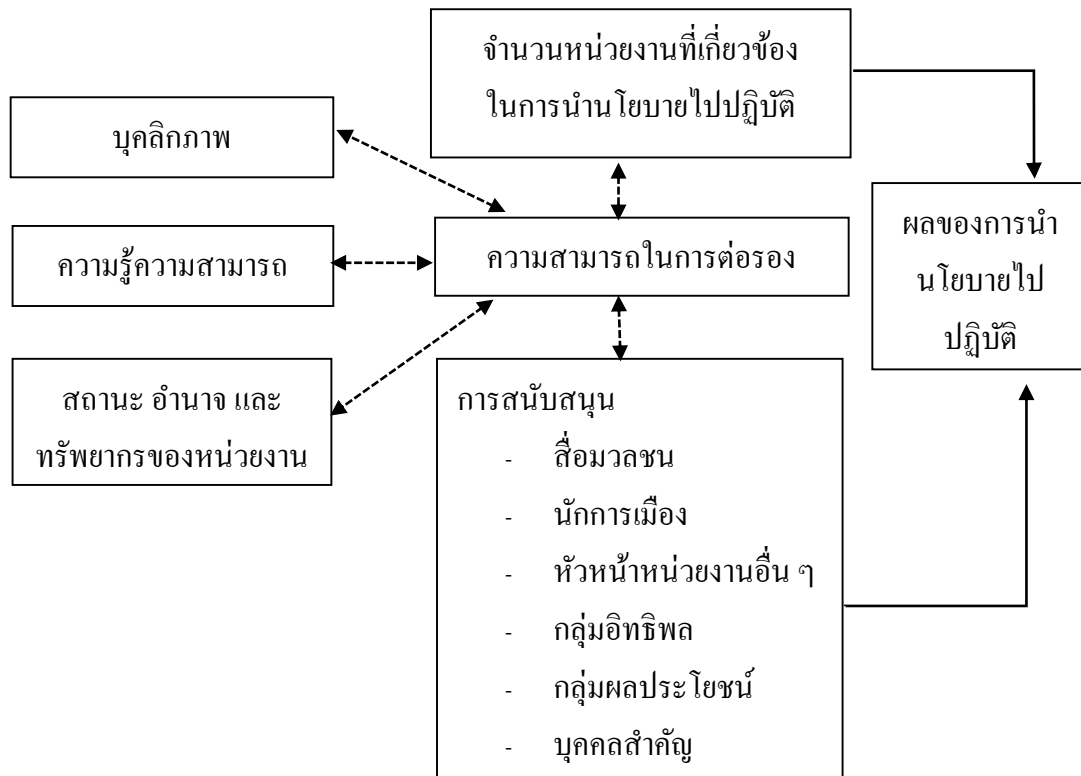 จำนวนหน่วยงานที่เกี่ยวข้อง
ในการนำนโยบายไปปฏิบัติ
บุคลิกภาพ
ความรู้ความสามารถ
ความสามารถในการต่อรอง
ผลของการนำ
นโยบายไป
ปฏิบัติ
สถานะ อำนาจ และ
ทรัพยากรของหน่วยงาน
การสนับสนุน
- สื่อมวลชน
- นักการเมือง
- หัวหน้าหน่วยงานอื่น ๆ
- กลุ่มอิทธิพล
- กลุ่มผลประโยชน์
- บุคคลสำคัญ